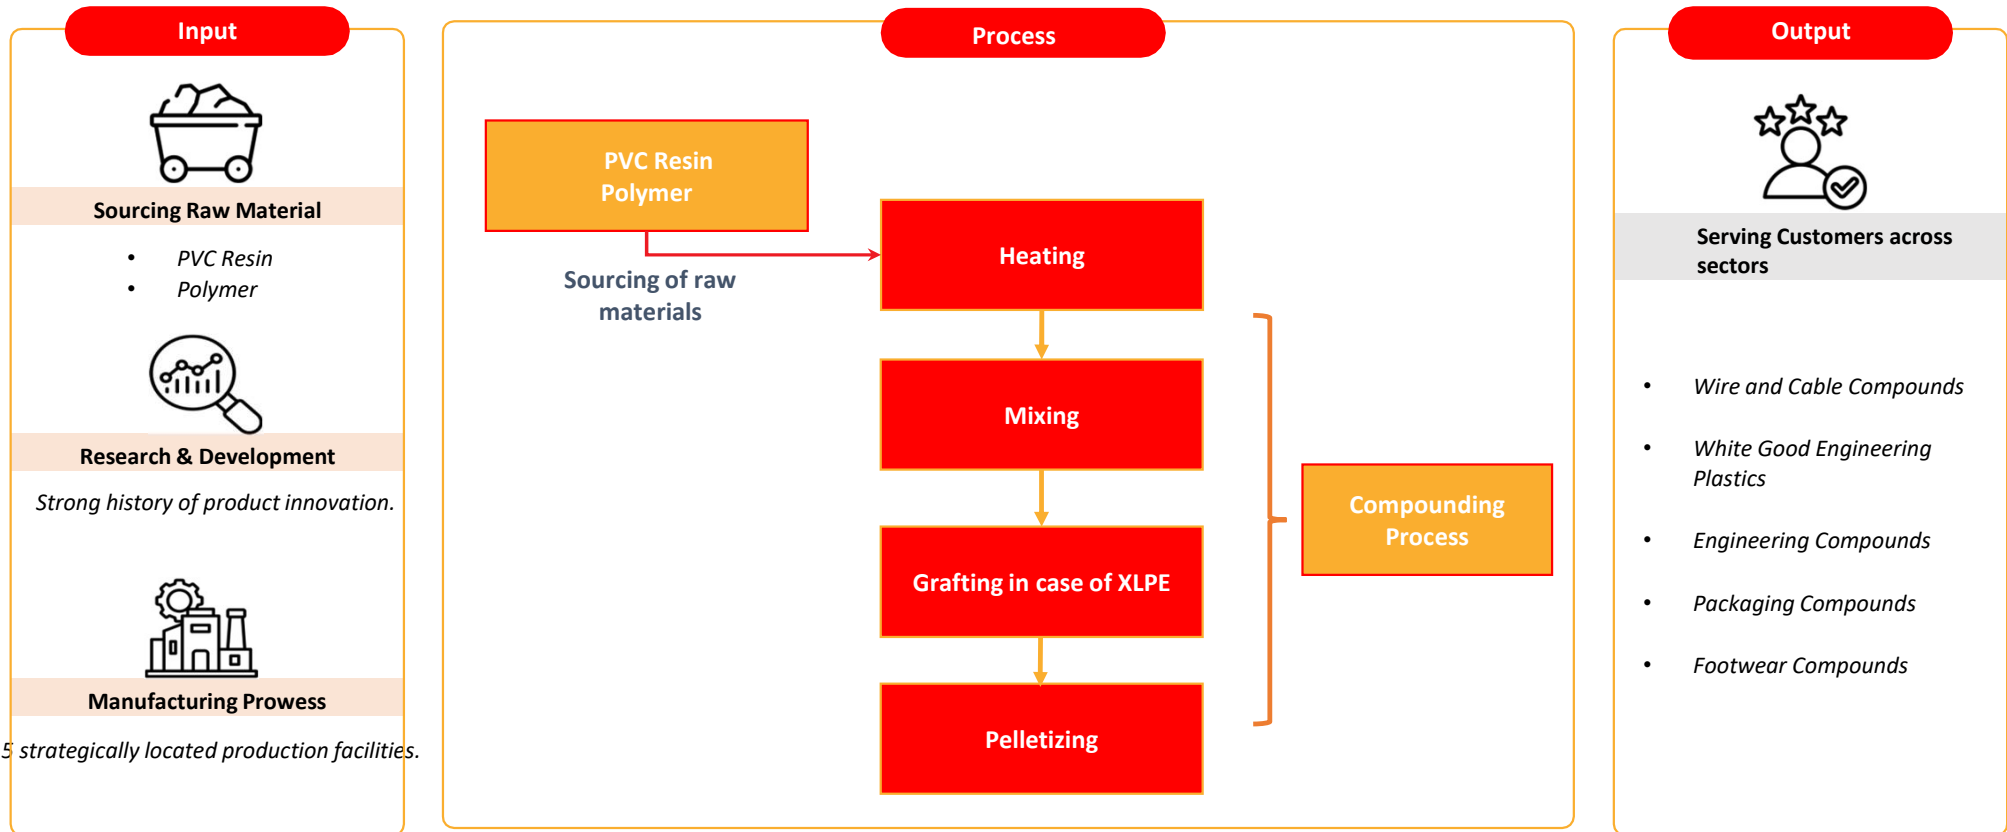 Input
Sourcing Raw Material
• PVC Resin
• Polymer
Research & Development
Strong history of product innovation.
Manufacturing Prowess
5 strategically located production facilities.
Process
PVC Resin
Polymer
Sourcing of raw
materials
Heating
Mixing
Grafting in case of XLPE
Pelletizing
Compounding
Process
Output
Serving Customers across
sectors
• Wire and Cable Compounds
• White Good Engineering
Plastics
• Engineering Compounds
• Packaging Compounds
• Footwear Compounds